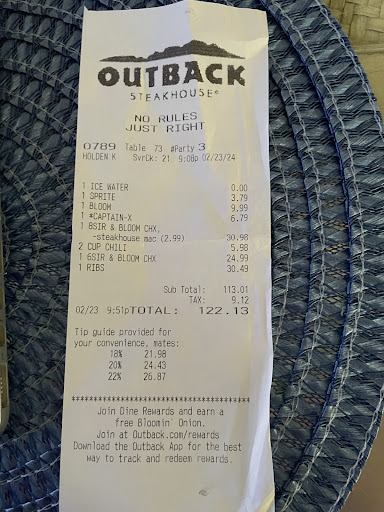 OUTBACK
STEAKHOUSE®
NO RULES
JUST RIGHT
0789 Table 73 #Party 3
HOLDEN K SvrCk: 21 9:08p 02/23/24
1 ICE WATER 0.00
1 SPRITE 3.79
1 BLOOM 9.99
1 *CAPTAIN-X 6.79
1 8SIR & BLOOM CHX,
-steakhouse mac (2.99) 30.98
2 CUP CHILI 5.98
1 6SIR & BLOOM CHX 24.99
1 RIBS 30.49
Sub Total: 113.01
TAX: 9.12
02/23 9:51pTOTAL: 122.13
Tip guide provided for
your convenience, mates:
18% 21.98
20% 24.43
22% 26.87
****************************************
Join Dine Rewards and earn a
free Bloomin' Onion.
Join at Outback.com/rewards
Download the Outback App for the best
way to track and redeem rewards.